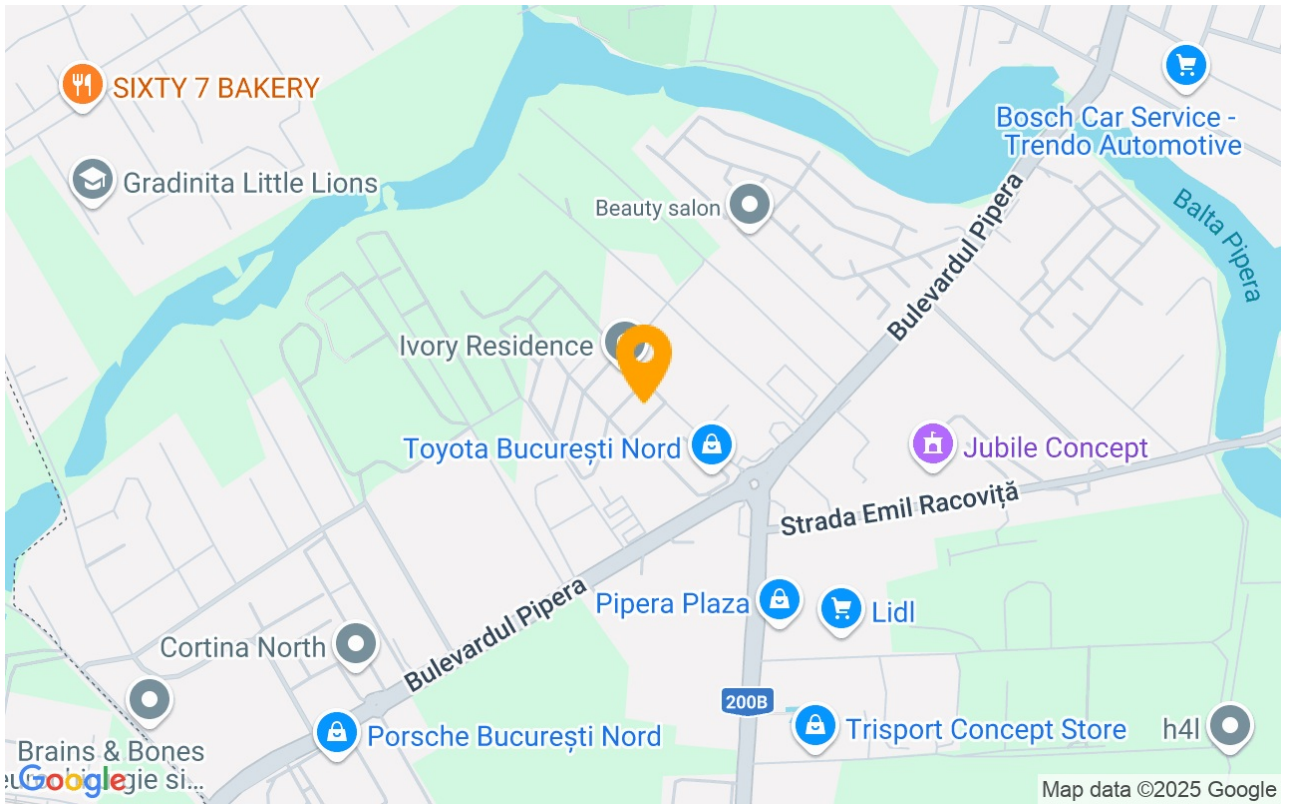 SIXTY 7 BAKERY
Gradinita Little Lions
Bosch Car Service -
Trendo Automotive
Beauty salon
Balta Pipera
Bulevardul Pipera
Ivory Residence
Toyota București Nord
Jubile Concept
Strada Emil Racoviță
Pipera Plaza
Lidl
Bulevardul Pipera
Cortina North
200B
Porsche București Nord
Trisport Concept Store
h4l
Brains & Bones
gie si...
Google
Map data ©2025 Google